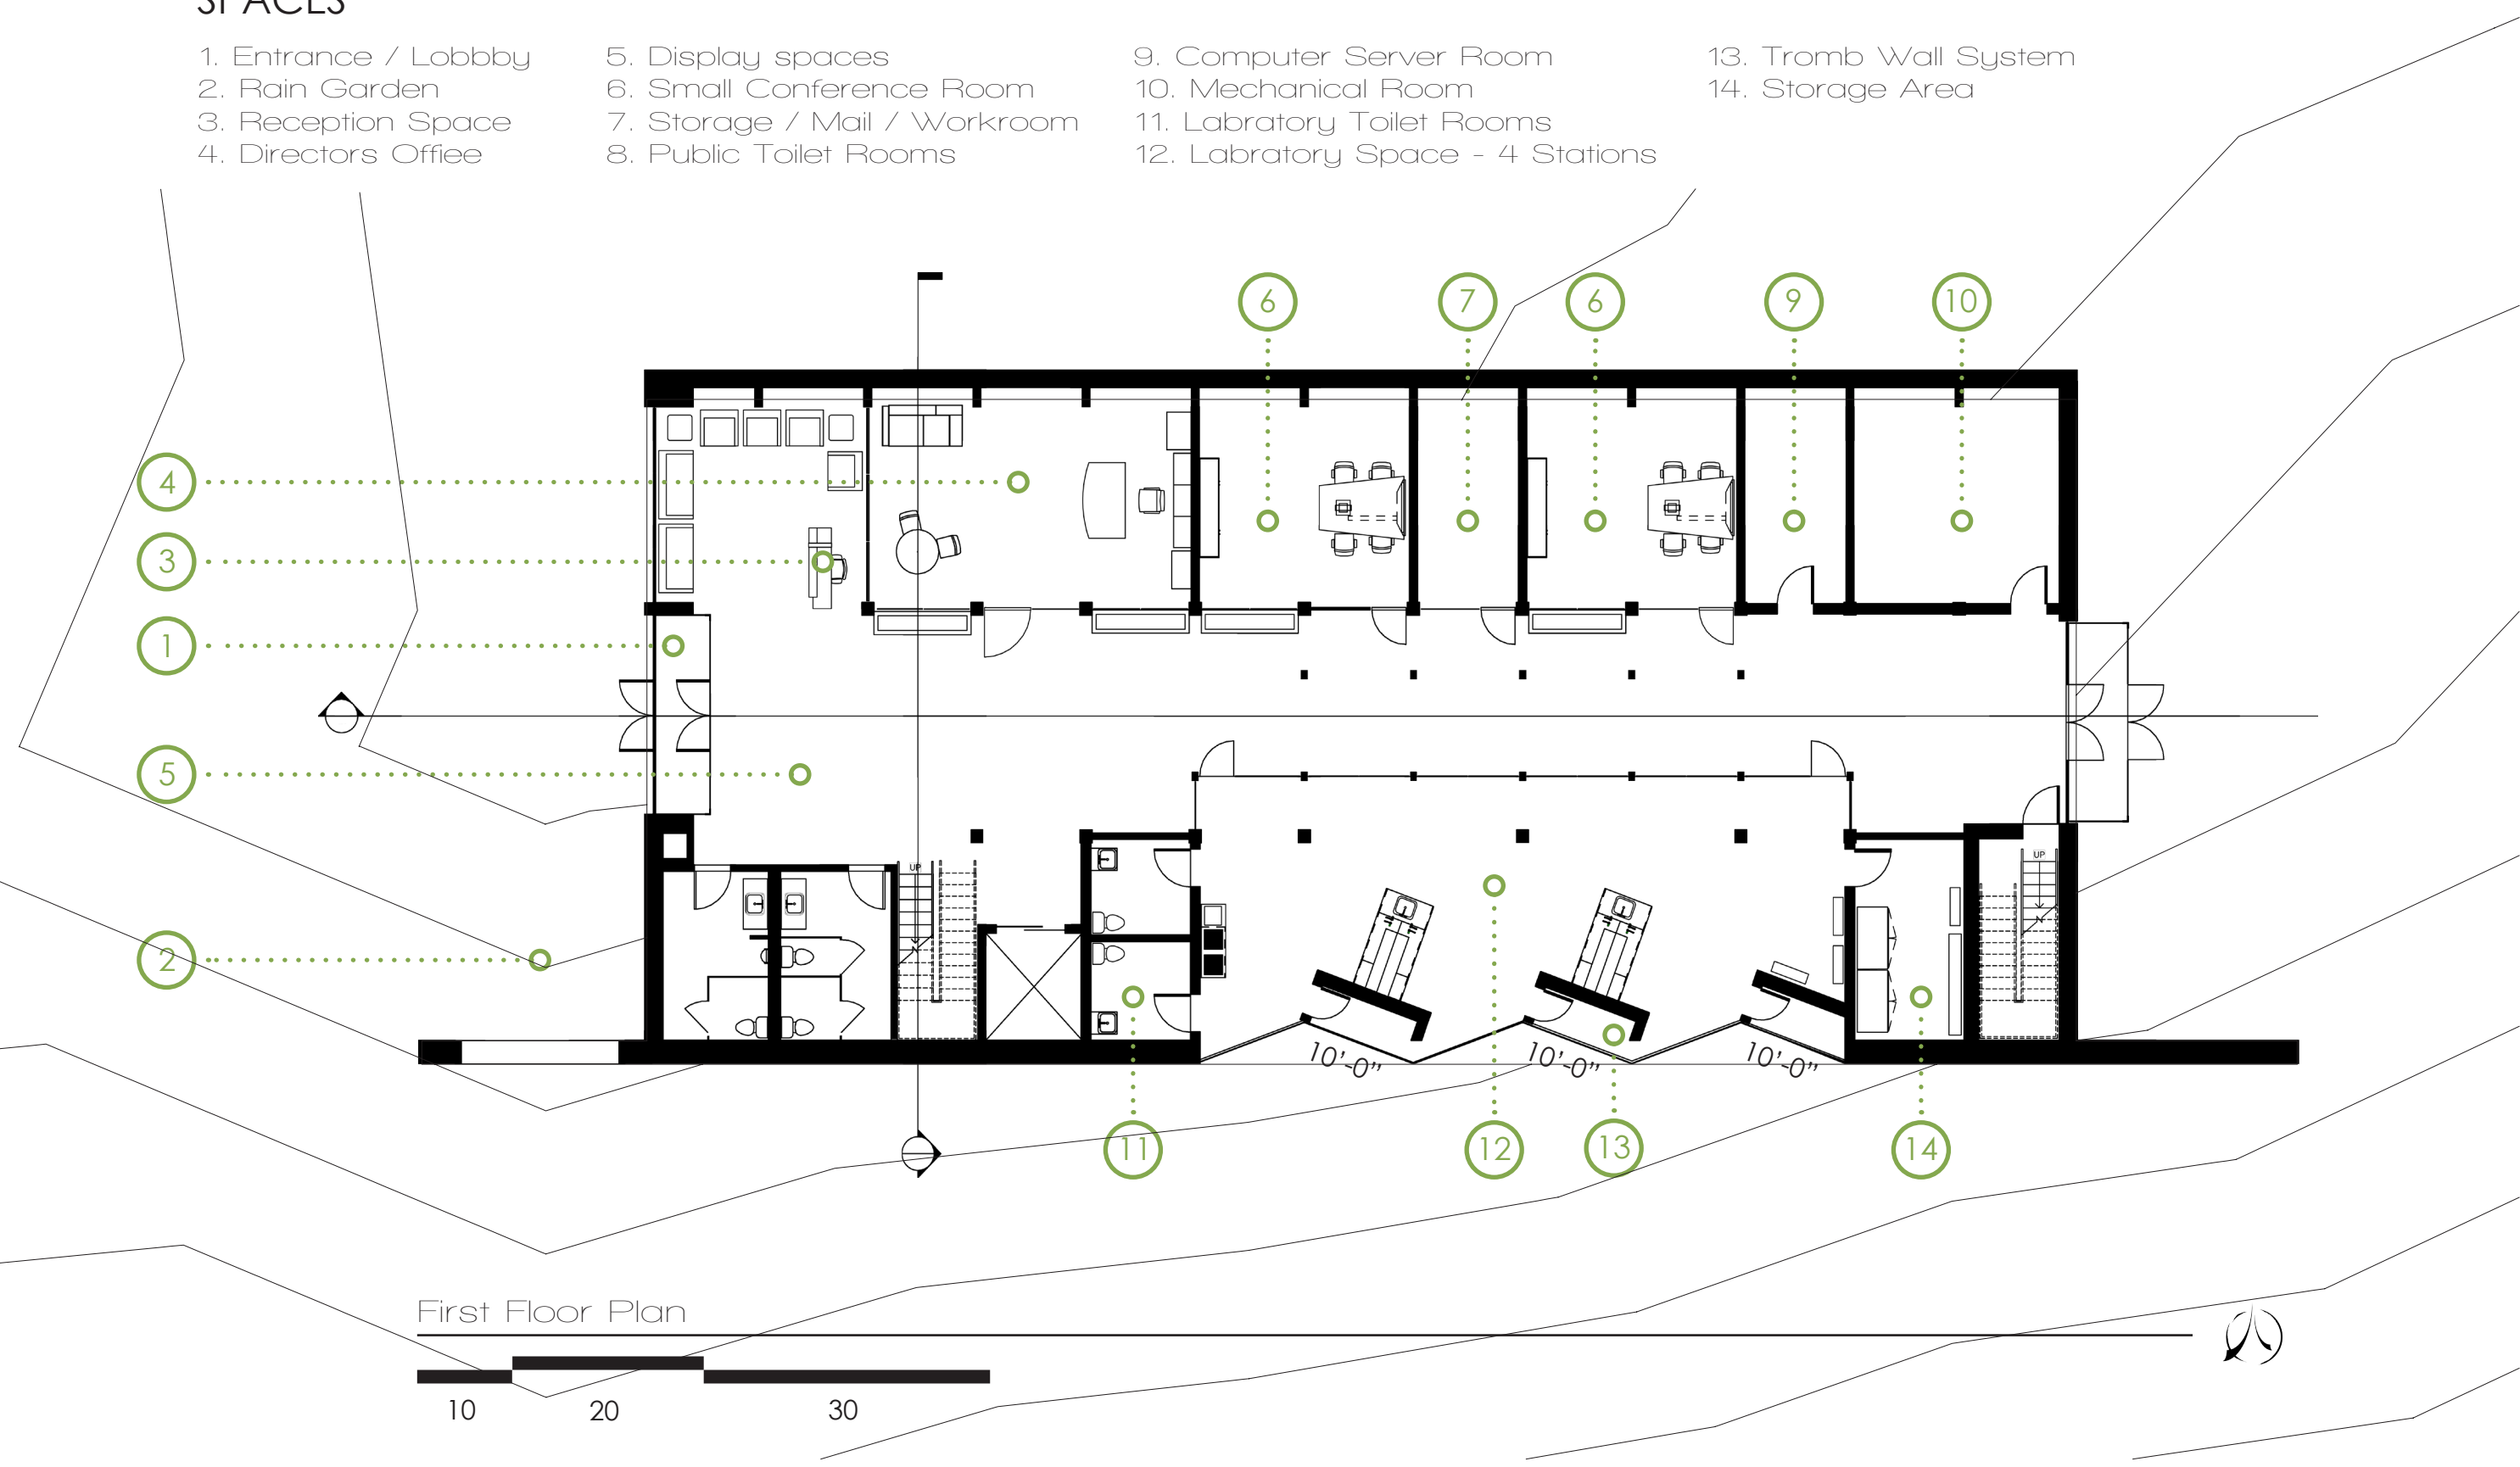 SPACES
1. Entrance / Lobbby
2. Rain Garden
3. Reception Space
4. Directors Offiee
5. Display spaces
6. Small Conference Room
7. Storage / Mail / Workroom
8. Public Toilet Rooms
9. Computer Server Room
10. Mechanical Room
11. Labratory Toilet Rooms
12. Labratory Space - 4 Stations
13. Tromb Wall System
14. Storage Area
6
7
6
9
10
4
3
1
5
2
UP
UP
10'-0"
10'-0"
10'-0"
11
12
13
14
First Floor Plan
10
20
30